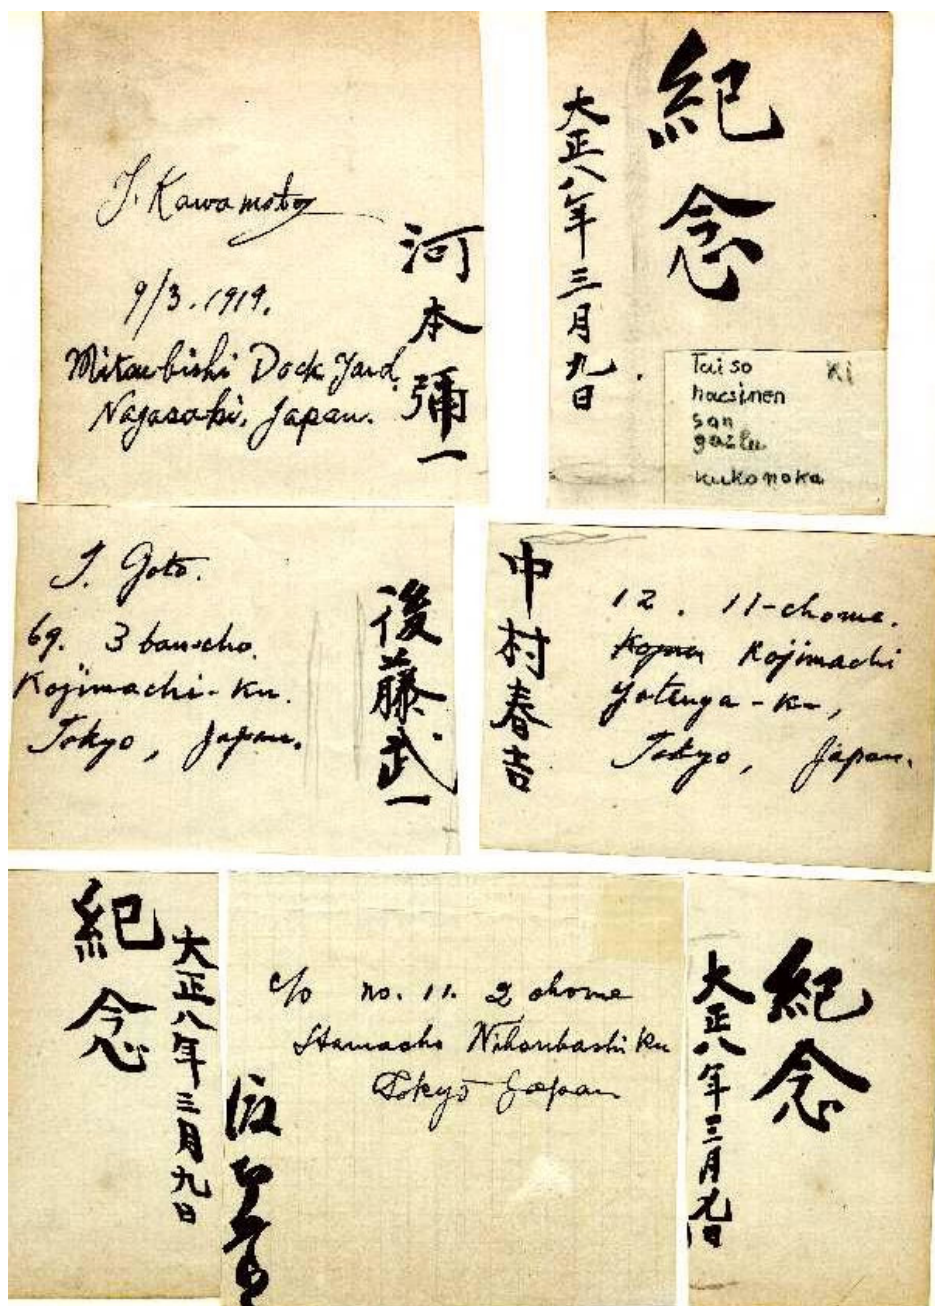 J. Kawamoto
9/3.1919.
Mitsubishi Dock Yard.
Nagasaki, Japan.
河本彌一
紀念
大正八年三月九日
Taiso
hacsinen
san
gazlu
kukonoka
Ki
J. Goto.
69. 3 bancho.
Kojimachi-Ku.
Tokyo, Japan.
後藤武一
中村春吉
12. 11-chome.
Kojimachi
Yotsuya-Ku,
Tokyo, Japan.
紀念
大正八年三月九日
c/o no. 11. 2 chome
Hamacho Nihonbashi Ku
Tokyo Japan
紀念
大正八年三月九日